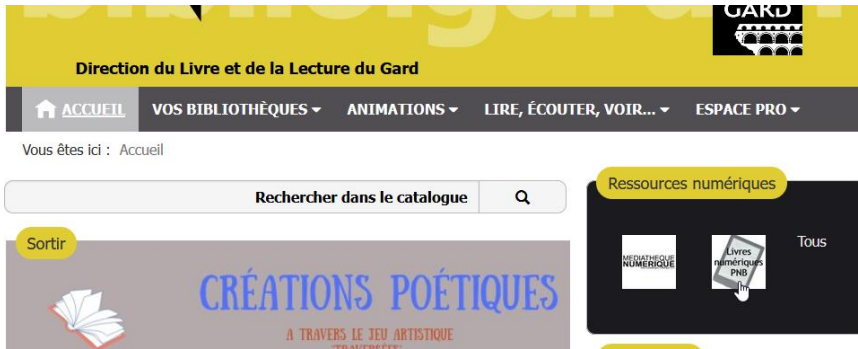 GARD
Direction du Livre et de la Lecture du Gard
ACCUEIL VOS BIBLIOTHÈQUES ANIMATIONS LIRE, ÉCOUTER, VOIR... ESPACE PRO
Vous êtes ici : Accueil
Rechercher dans le catalogue
Ressources numériques
MEDIATHEQUE
NUMERIQUE
Livres
numériques
PNB
Tous
Sortir
CRÉATIONS POÉTIQUES
A TRAVERS LE JEU ARTISTIQUE
"TRAVERSÉES"